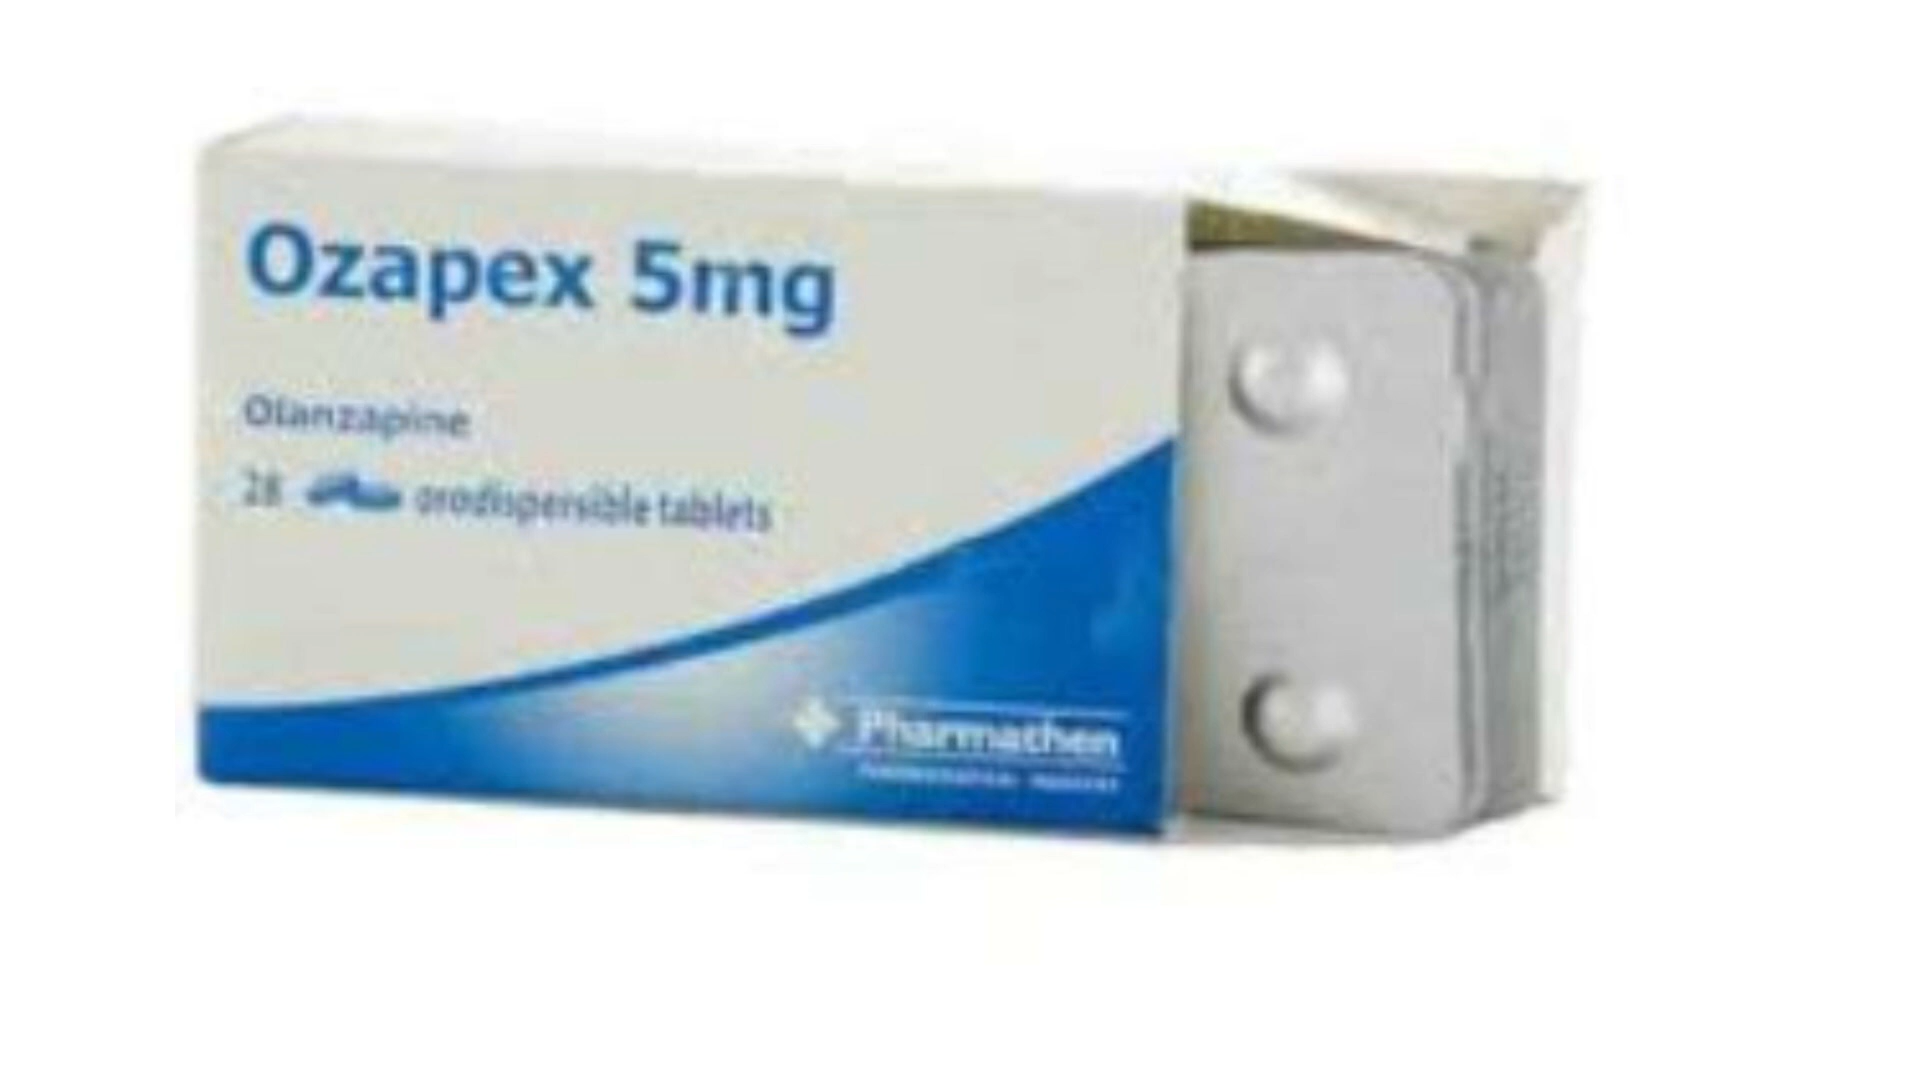 Ozapex 5mg
Olanzapine
28 orodispersible tablets
Pharmathen